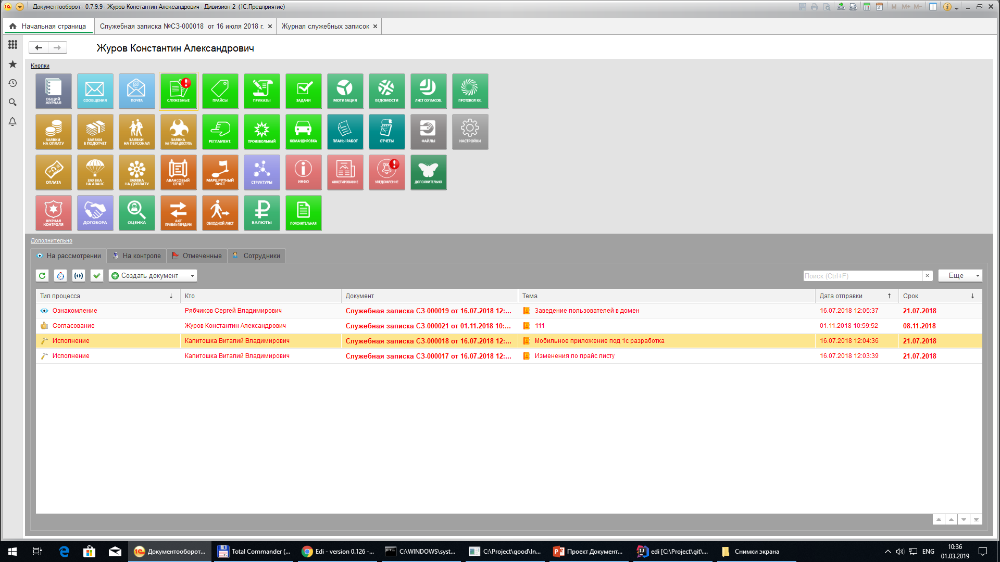 Документооборот - 0.7.9.9 - Журов Константин Александрович - Дивизион 2 (1С:Предприятие)
M M+ M-
Начальная страница
Служебная записка №СЗ-000018 от 16 июля 2018 г. ×
Журнал служебных записок ×
Журов Константин Александрович
Кнопки
ОБЩИЙ ЖУРНАЛ
СООБЩЕНИЯ
ПОЧТА
СЛУЖЕБНЫЕ
ПРАЙСЫ
ПРИКАЗЫ
ЗАДАЧИ
МОТИВАЦИЯ
ВЕДОМОСТИ
ЛИСТ СОГЛАСОВ.
ПРОТОКОЛ КК.
ЗАЯВКИ НА ОПЛАТУ
ЗАЯВКИ В ПОДОТЧЕТ
ЗАЯВКИ НА ПЕРСОНАЛ
ЗАЯВКА НА ПРАВА ДОСТУПА
РЕГЛАМЕНТ.
ПРОИЗВОЛЬНЫЙ
КОМАНДИРОВКА
ПЛАНЫ РАБОТ
ОТЧЕТЫ
ФАЙЛЫ
НАСТРОЙКИ
ОПЛАТА
ЗАЯВКА НА АВАНС
ЗАЯВКА НА ДОПЛАТУ
АВАНСОВЫЙ ОТЧЕТ
МАРШРУТНЫЙ ЛИСТ
СТРУКТУРЫ
ИНФО
АНКЕТИРОВАНИЕ
УВЕДОМЛЕНИЕ
ДОПОЛНИТЕЛЬНО
ЖУРНАЛ КОНТРОЛЯ
ДОГОВОРА
ОЦЕНКА
АКТ ПРИЕМА-ПЕРЕДАЧИ
ОБХОДНОЙ ЛИСТ
ВАЛЮТЫ
ПОЯСНИТЕЛЬНАЯ
Дополнительно
На рассмотрении На контроле Отмеченные Сотрудники
Создать документ Поиск (Ctrl+F) × Еще
Тип процесса ↓ Кто Документ Тема Дата отправки ↑ Срок ↓
Ознакомление Рябчиков Сергей Владимирович Служебная записка СЗ-000019 от 16.07.2018 12:... Заведение пользователей в домен 16.07.2018 12:05:37 21.07.2018
Согласование Журов Константин Александрович Служебная записка СЗ-000021 от 01.11.2018 10:... 111 01.11.2018 10:59:52 08.11.2018
Исполнение Капитошка Виталий Владимирович Служебная записка СЗ-000018 от 16.07.2018 12:... Мобильное приложение под 1с разработка 16.07.2018 12:04:36 21.07.2018
Исполнение Капитошка Виталий Владимирович Служебная записка СЗ-000017 от 16.07.2018 12:... Изменения по прайс листу 16.07.2018 12:03:39 21.07.2018
Документооборот...
Total Commander (...
Edi - version 0.126 -...
C:\WINDOWS\syst...
C:\Project\good\In...
Проект Документ...
edi [C:\Project\git\...
Снимки экрана
ENG
10:36
01.03.2019